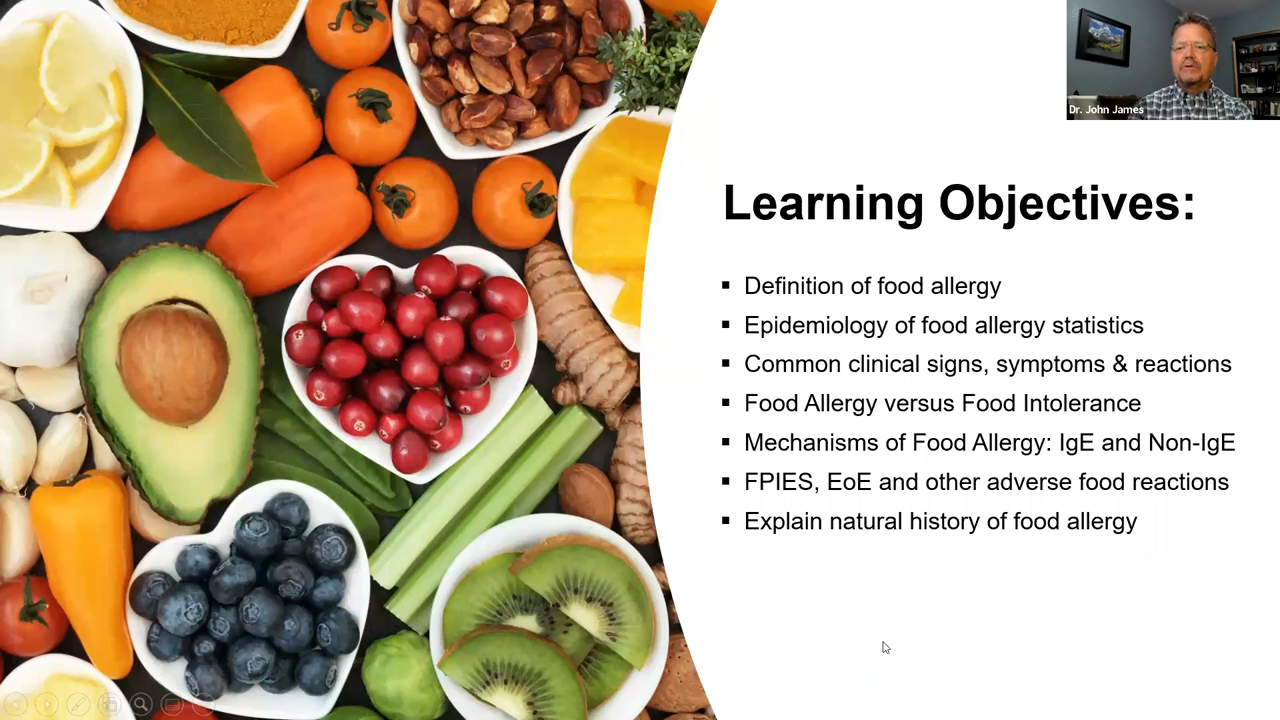 Dr. John James
Learning Objectives:
▪ Definition of food allergy
▪ Epidemiology of food allergy statistics
▪ Common clinical signs, symptoms & reactions
▪ Food Allergy versus Food Intolerance
▪ Mechanisms of Food Allergy: IgE and Non-IgE
▪ FPIES, EoE and other adverse food reactions
▪ Explain natural history of food allergy